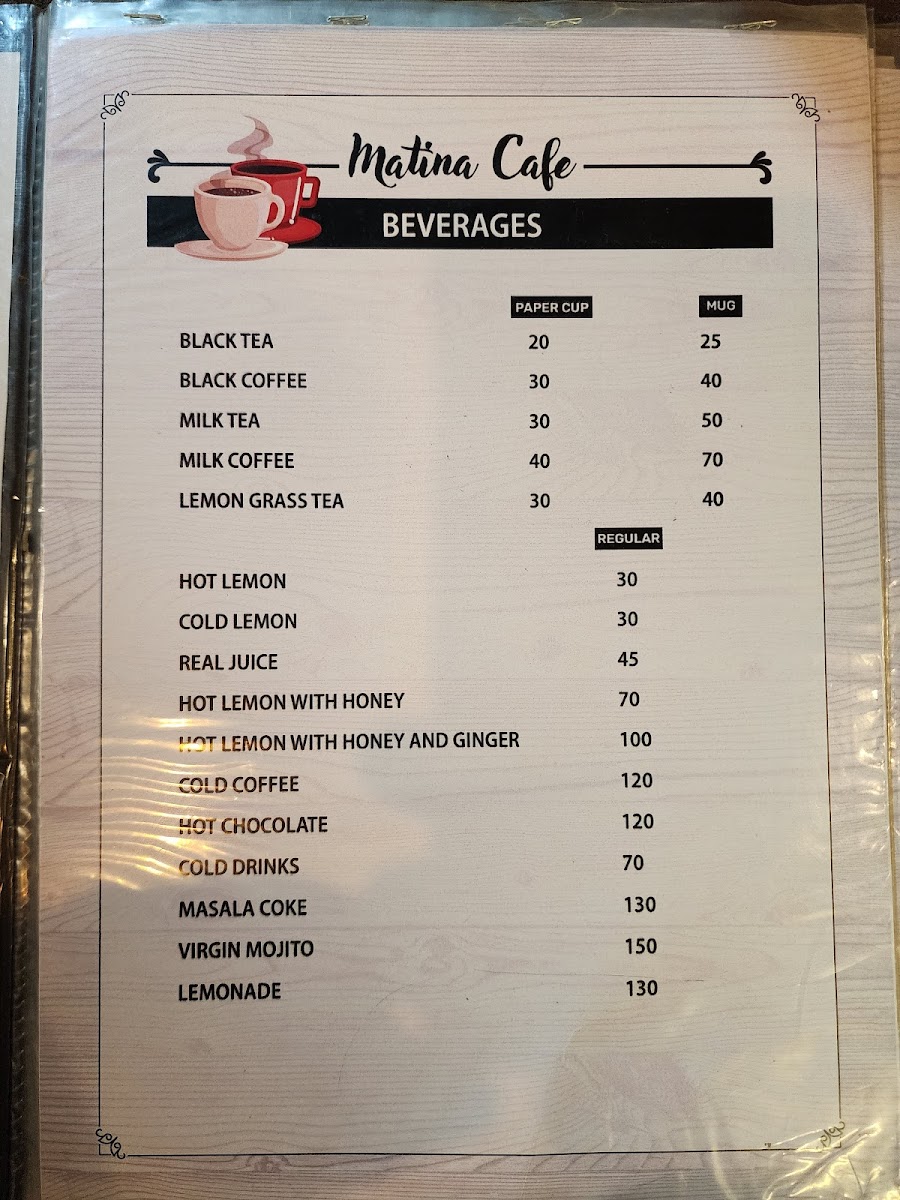 Matina Cafe
BEVERAGES
PAPER CUP MUG
BLACK TEA 20 25
BLACK COFFEE 30 40
MILK TEA 30 50
MILK COFFEE 40 70
LEMON GRASS TEA 30 40
REGULAR
HOT LEMON 30
COLD LEMON 30
REAL JUICE 45
HOT LEMON WITH HONEY 70
HOT LEMON WITH HONEY AND GINGER 100
COLD COFFEE 120
HOT CHOCOLATE 120
COLD DRINKS 70
MASALA COKE 130
VIRGIN MOJITO 150
LEMONADE 130